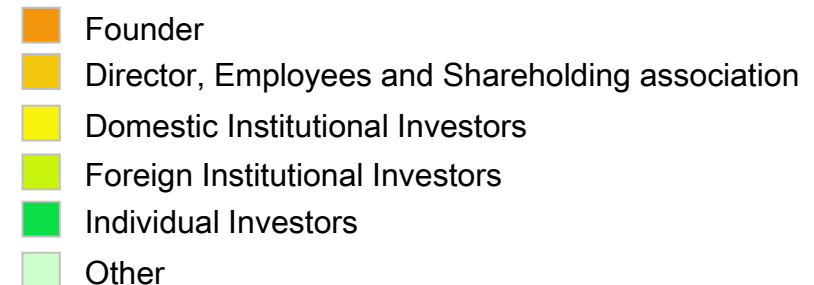 Founder
Director, Employees and Shareholding association
Domestic Institutional Investors
Foreign Institutional Investors
Individual Investors
Other